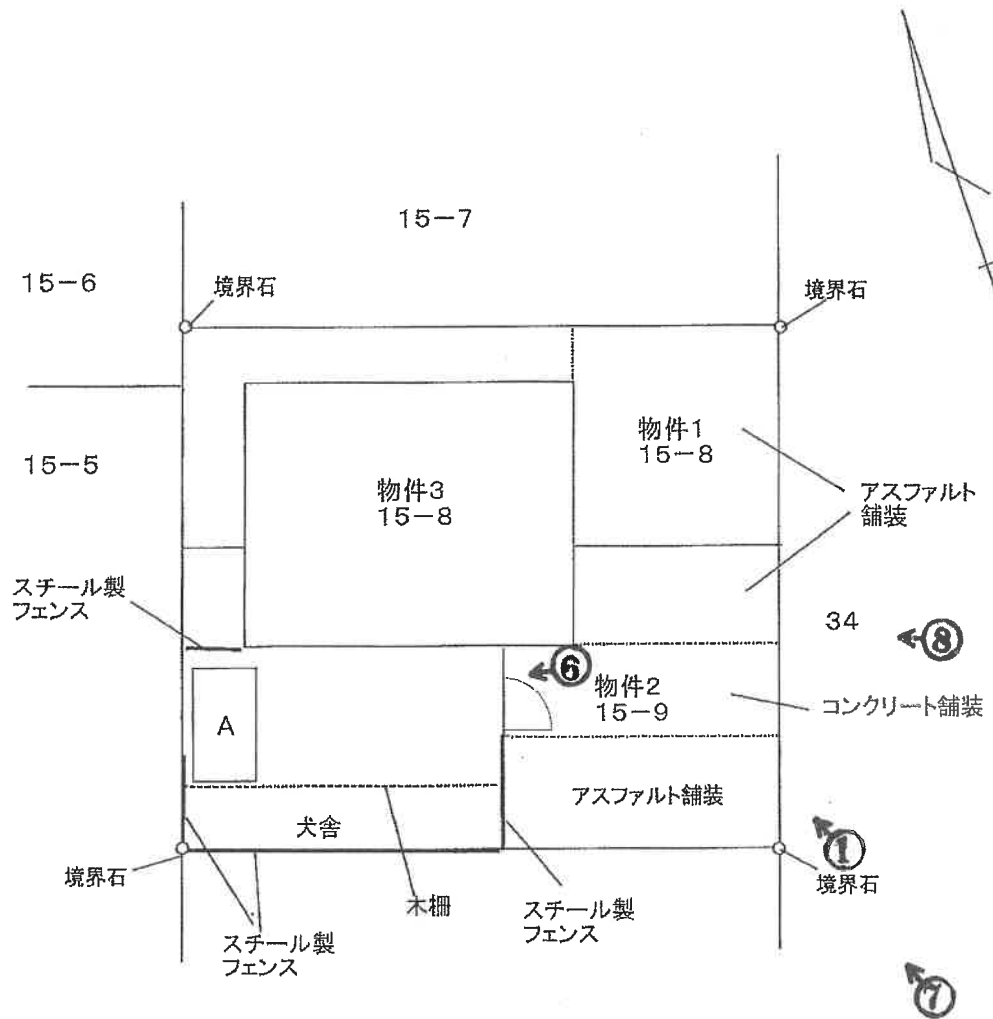 15-7
15-6
境界石
境界石
物件1
15-8
15-5
物件3
15-8
アスファルト
舗装
スチール製
フェンス
34
⑧
⑥
物件2
15-9
コンクリート舗装
A
アスファルト舗装
犬舎
①
境界石
境界石
木柵
スチール製
フェンス
スチール製
フェンス
⑦